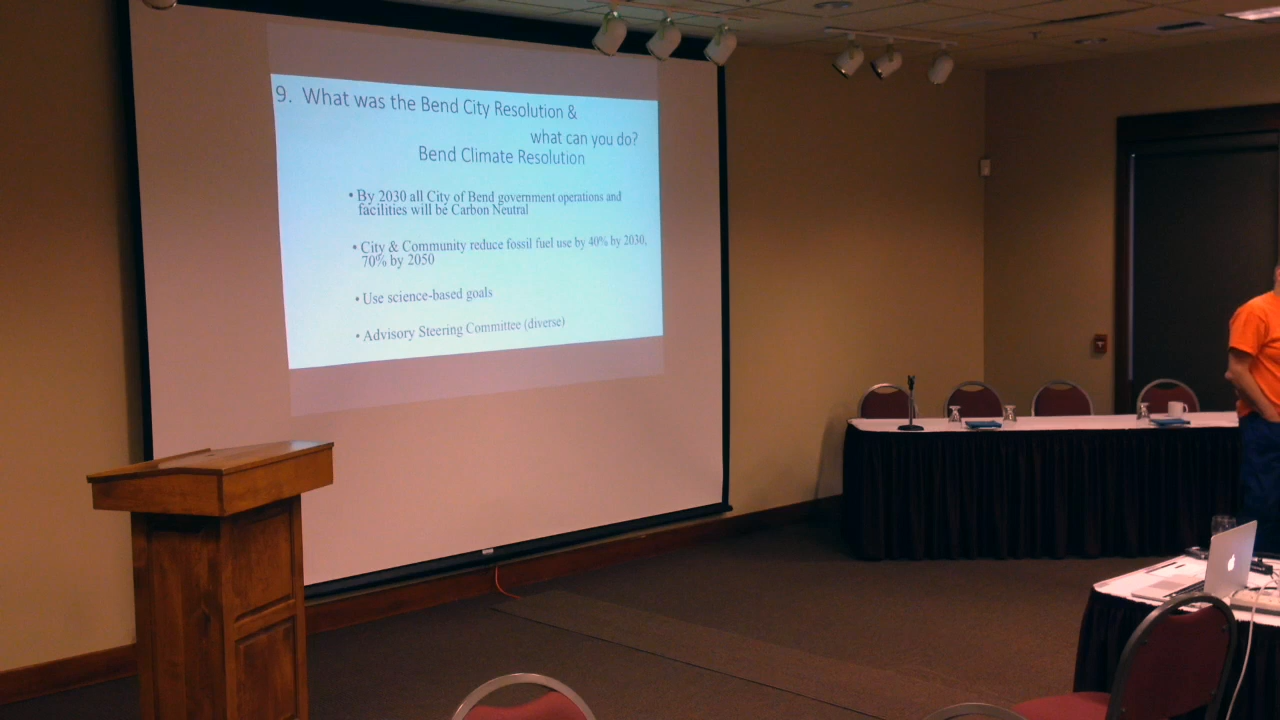 9. What was the Bend City Resolution &
what can you do?
Bend Climate Resolution
• By 2030 all City of Bend government operations and
facilities will be Carbon Neutral
• City & Community reduce fossil fuel use by 40% by 2030,
70% by 2050
• Use science-based goals
• Advisory Steering Committee (diverse)